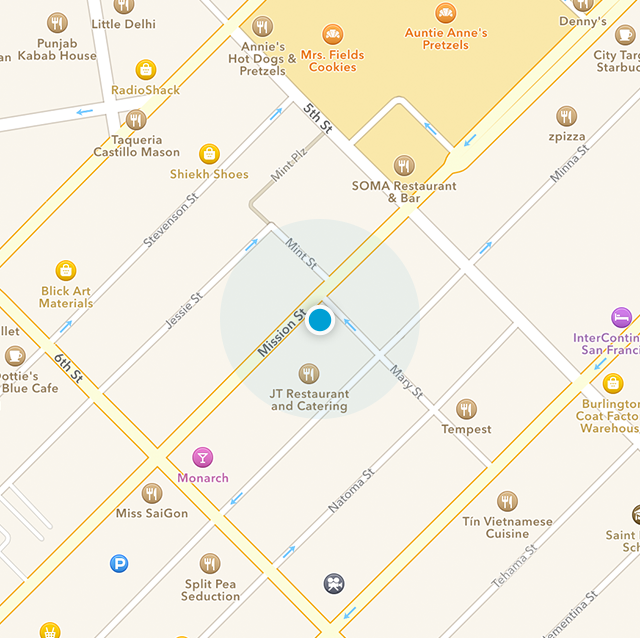 Little Delhi
Punjab
Kabab House
an
RadioShack
Annie's
Hot Dogs &
Pretzels
Mrs. Fields
Cookies
Auntie Anne's
Pretzels
Denny's
City Targ
Starbuc
Taqueria
Castillo Mason
Shiekh Shoes
5th St
Mint Plz
zpizza
SOMA Restaurant
& Bar
Minna St
Stevenson St
Mint St
Blick Art
Materials
Jessie St
Mission St
InterContin
San Franci
llet
ottie's
Blue Cafe
6th St
JT Restaurant
and Catering
Mary St
Burlington
Coat Facto
Warehous
Tempest
Monarch
Natoma St
Miss SaiGon
Tín Vietnamese
Cuisine
Saint
Sch
P
Split Pea
Seduction
Tehama St
lementina St